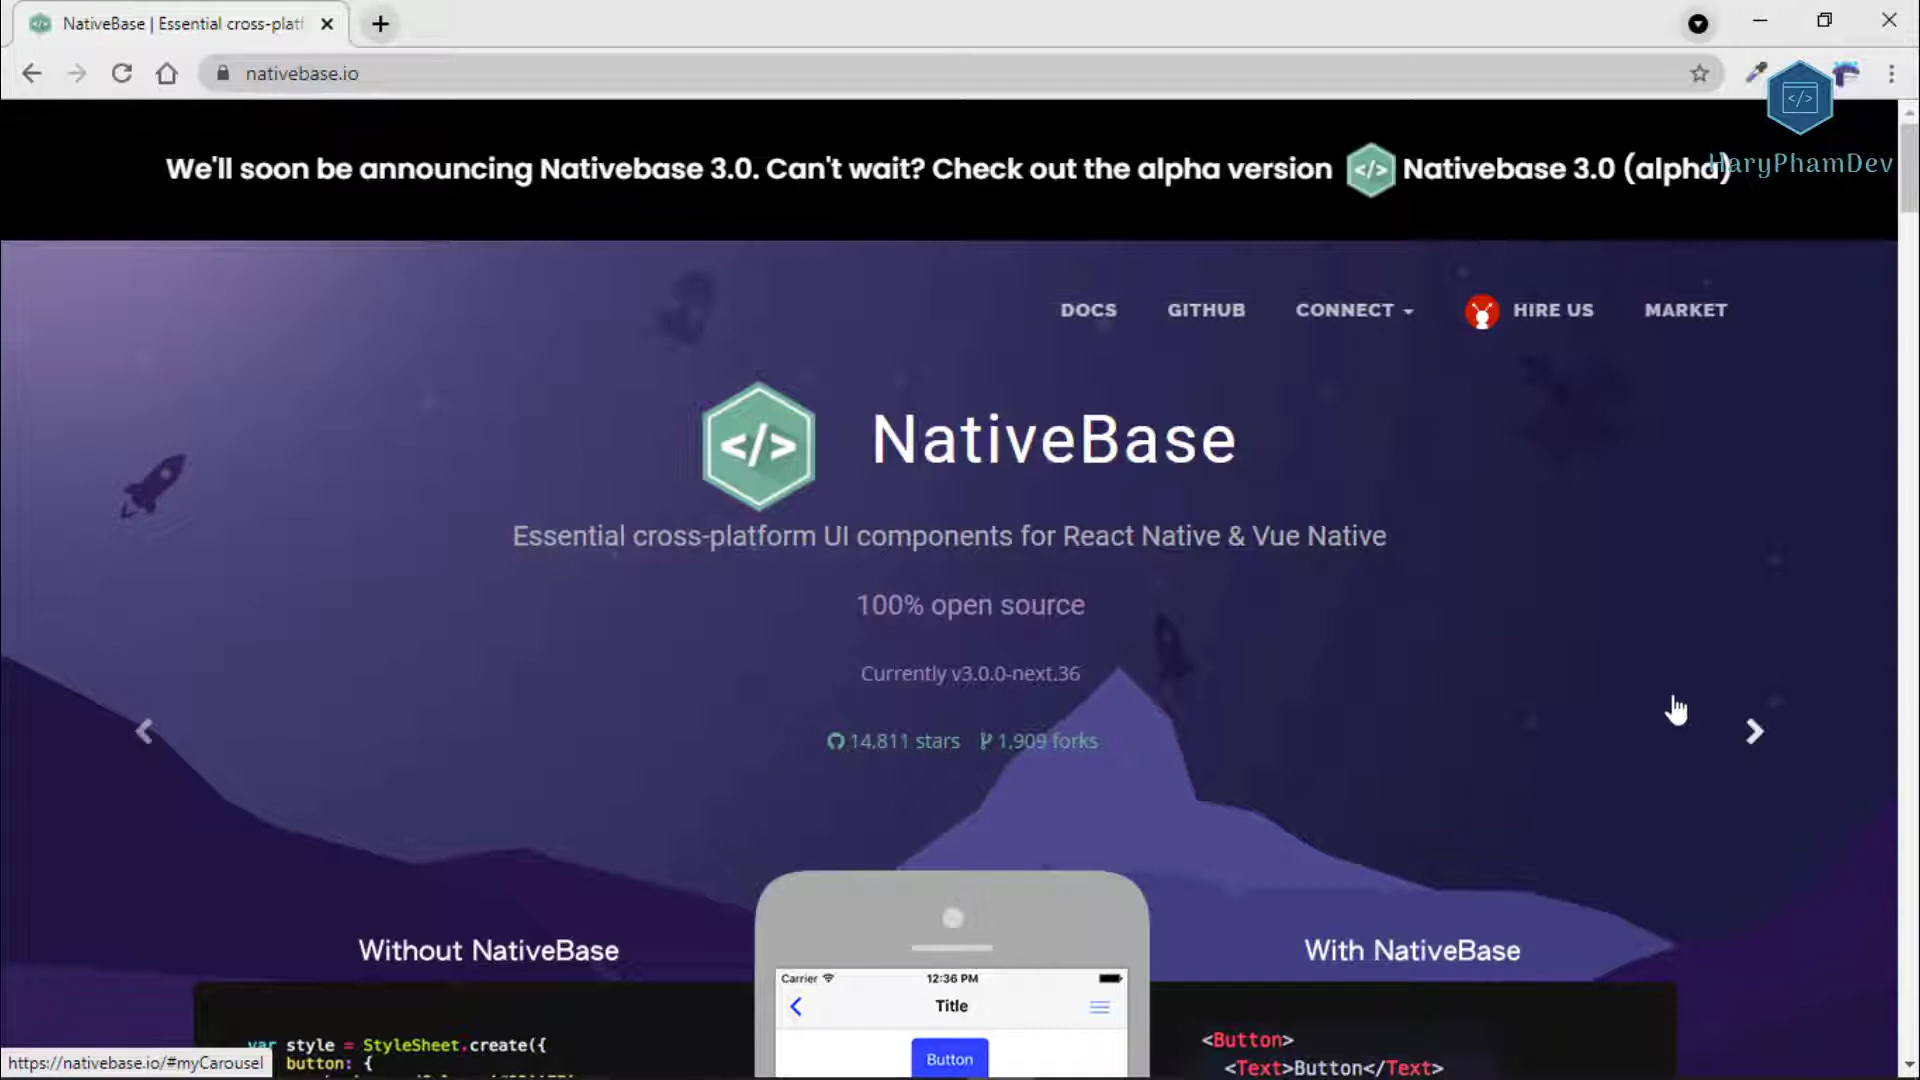 NativeBase | Essential cross-platf
nativebase.io
HaryPhamDev
We'll soon be announcing Nativebase 3.0. Can't wait? Check out the alpha version </> Nativebase 3.0 (alpha)
DOCS GITHUB CONNECT HIRE US MARKET
</> NativeBase
Essential cross-platform UI components for React Native & Vue Native
100% open source
Currently v3.0.0-next.36
14,811 stars 1,909 forks
Without NativeBase
With NativeBase
Carrier 12:36 PM
Title
Button
var style = StyleSheet.create({
button: {
<Button>
<Text>Button</Text>
https://nativebase.io/#myCarousel